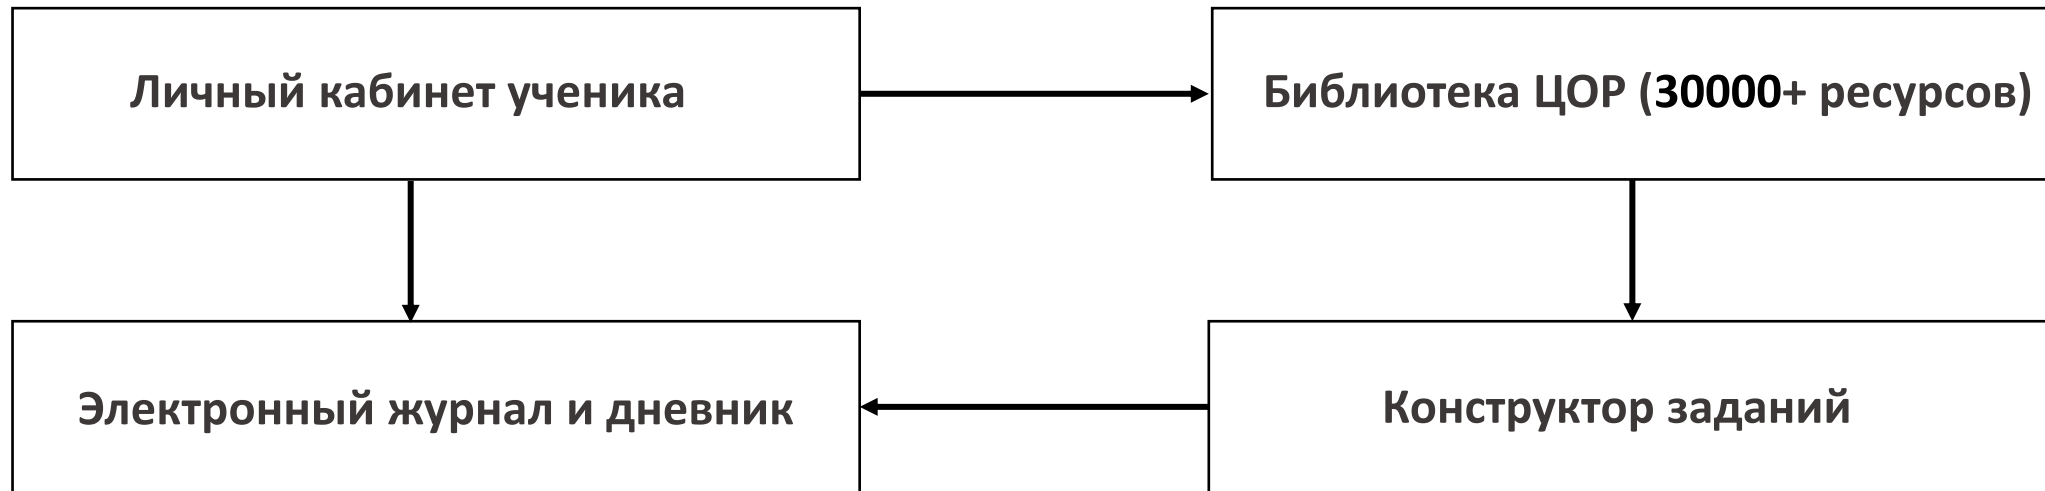 Личный кабинет ученика
Библиотека ЦОР (30000+ ресурсов)
Электронный журнал и дневник
Конструктор заданий